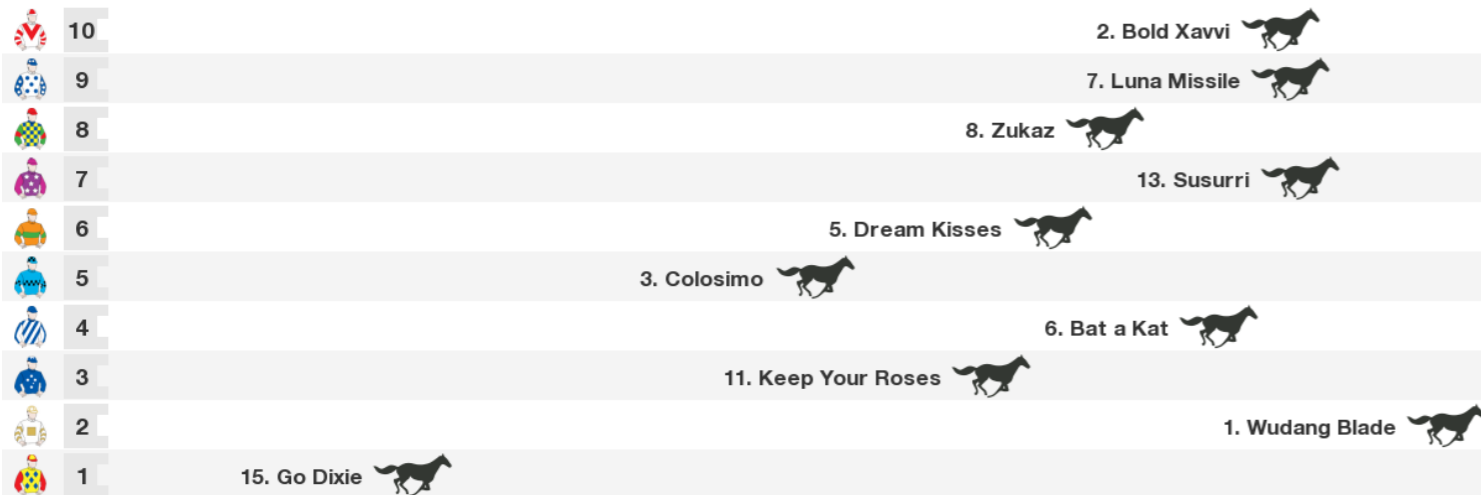 10 2. Bold Xavvi
9 7. Luna Missile
8 8. Zukaz
7 13. Susurri
6 5. Dream Kisses
5 3. Colosimo
4 6. Bat a Kat
3 11. Keep Your Roses
2 1. Wudang Blade
1 15. Go Dixie